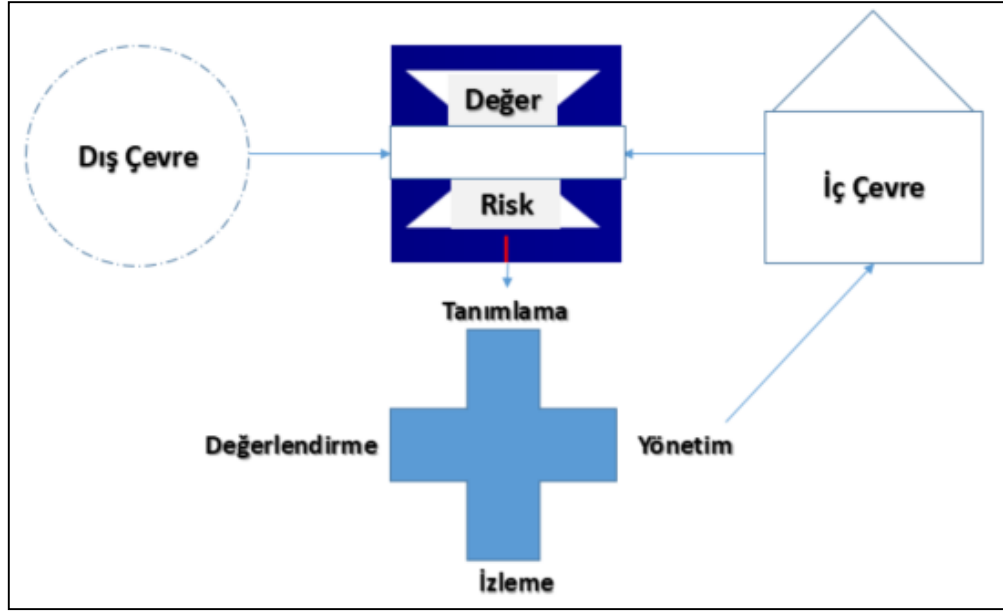 Değer
Dış Çevre
İç Çevre
Risk
Tanımlama
Değerlendirme
Yönetim
İzleme